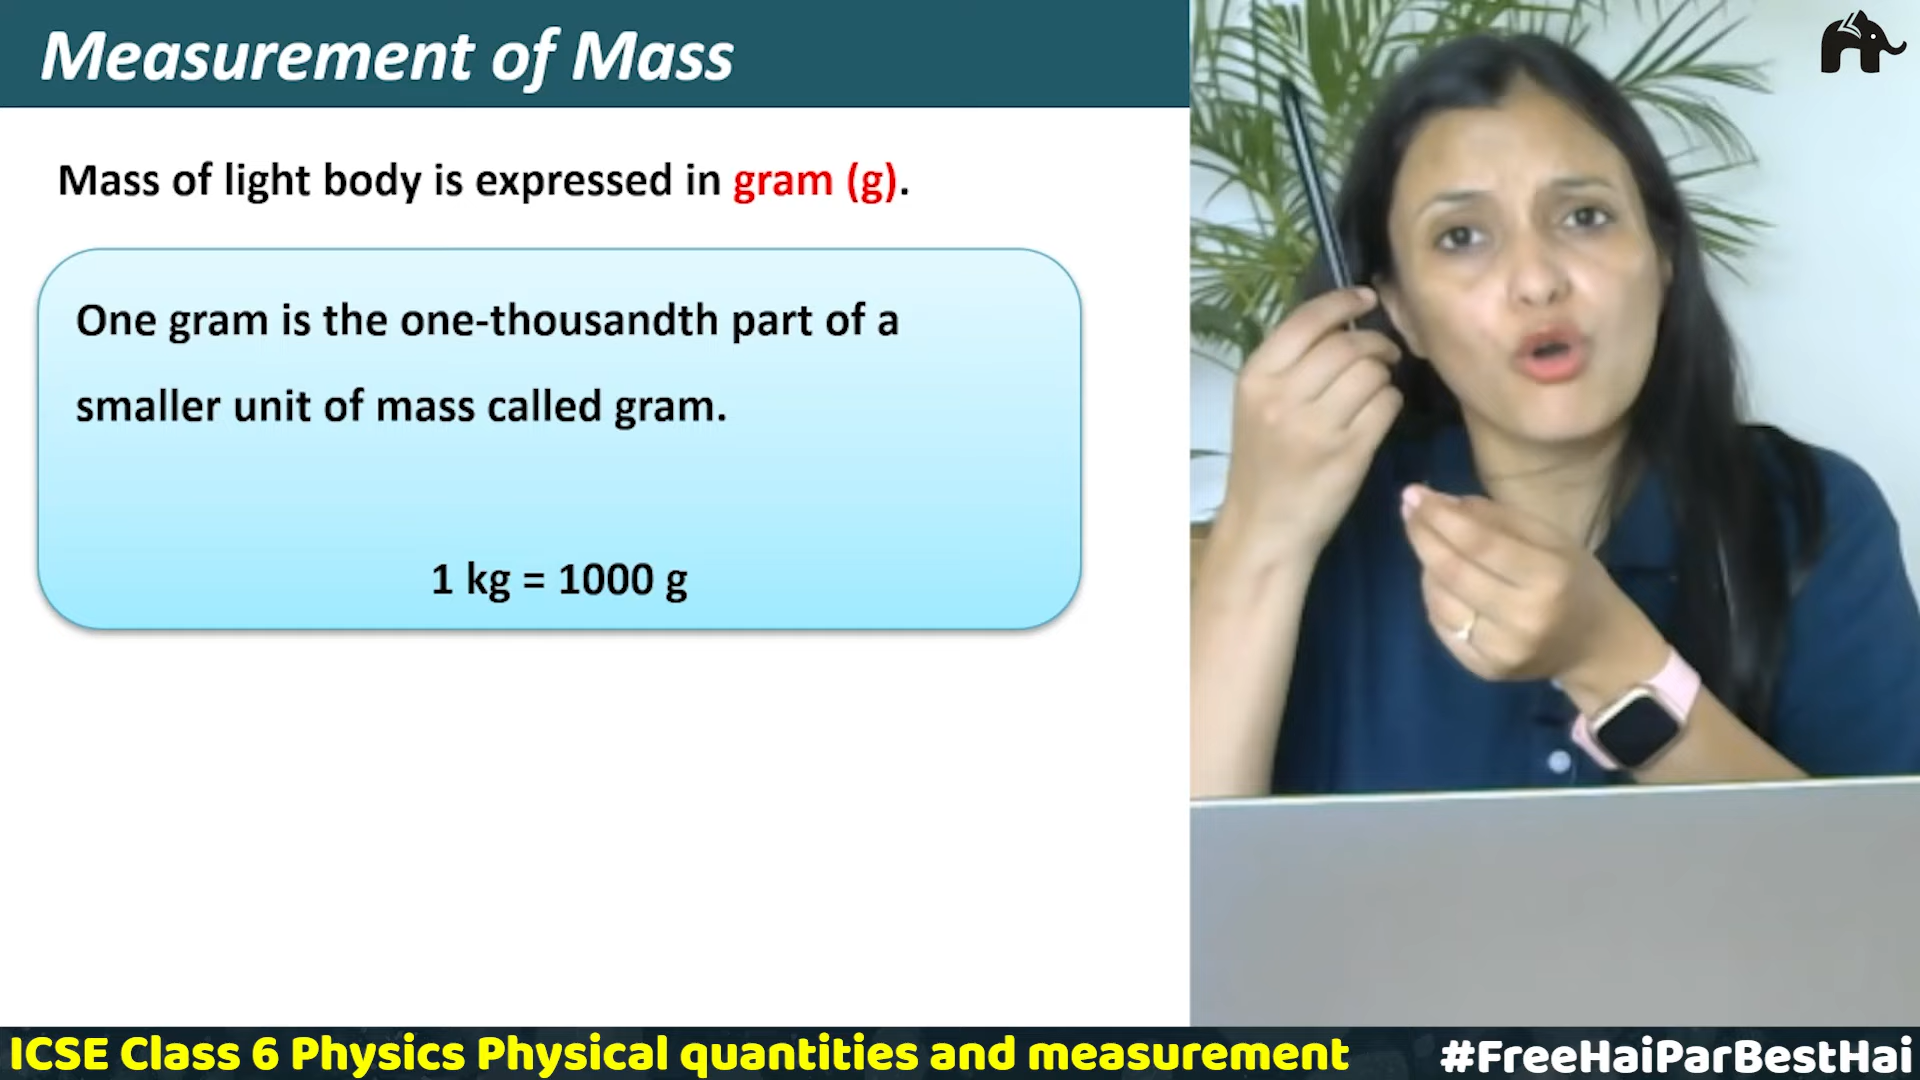 Measurement of Mass
Mass of light body is expressed in gram (g).
One gram is the one-thousandth part of a
smaller unit of mass called gram.
1 kg = 1000 g
ICSE Class 6 Physics Physical quantities and measurement
#FreeHaiParBestHai